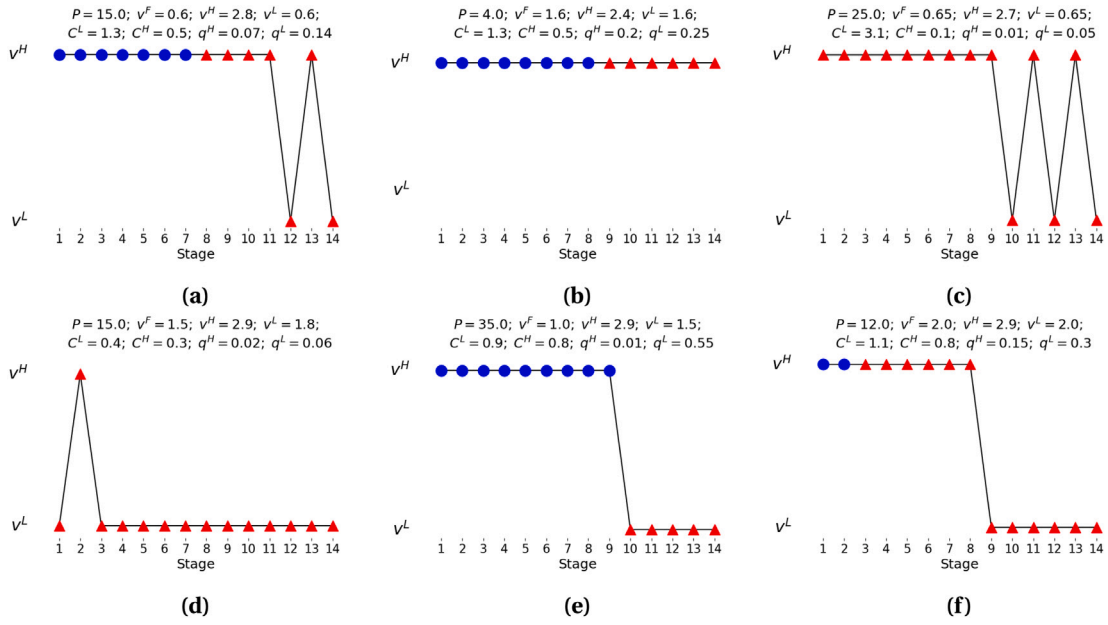 P = 15.0; v^F = 0.6; v^H = 2.8; v^L = 0.6;
C^L = 1.3; C^H = 0.5; q^H = 0.07; q^L = 0.14
v^H
v^L
1 2 3 4 5 6 7 8 9 10 11 12 13 14
Stage
(a)
P = 4.0; v^F = 1.6; v^H = 2.4; v^L = 1.6;
C^L = 1.3; C^H = 0.5; q^H = 0.2; q^L = 0.25
v^H
v^L
1 2 3 4 5 6 7 8 9 10 11 12 13 14
Stage
(b)
P = 25.0; v^F = 0.65; v^H = 2.7; v^L = 0.65;
C^L = 3.1; C^H = 0.1; q^H = 0.01; q^L = 0.05
v^H
v^L
1 2 3 4 5 6 7 8 9 10 11 12 13 14
Stage
(c)
P = 15.0; v^F = 1.5; v^H = 2.9; v^L = 1.8;
C^L = 0.4; C^H = 0.3; q^H = 0.02; q^L = 0.06
v^H
v^L
1 2 3 4 5 6 7 8 9 10 11 12 13 14
Stage
(d)
P = 35.0; v^F = 1.0; v^H = 2.9; v^L = 1.5;
C^L = 0.9; C^H = 0.8; q^H = 0.01; q^L = 0.55
v^H
v^L
1 2 3 4 5 6 7 8 9 10 11 12 13 14
Stage
(e)
P = 12.0; v^F = 2.0; v^H = 2.9; v^L = 2.0;
C^L = 1.1; C^H = 0.8; q^H = 0.15; q^L = 0.3
v^H
v^L
1 2 3 4 5 6 7 8 9 10 11 12 13 14
Stage
(f)